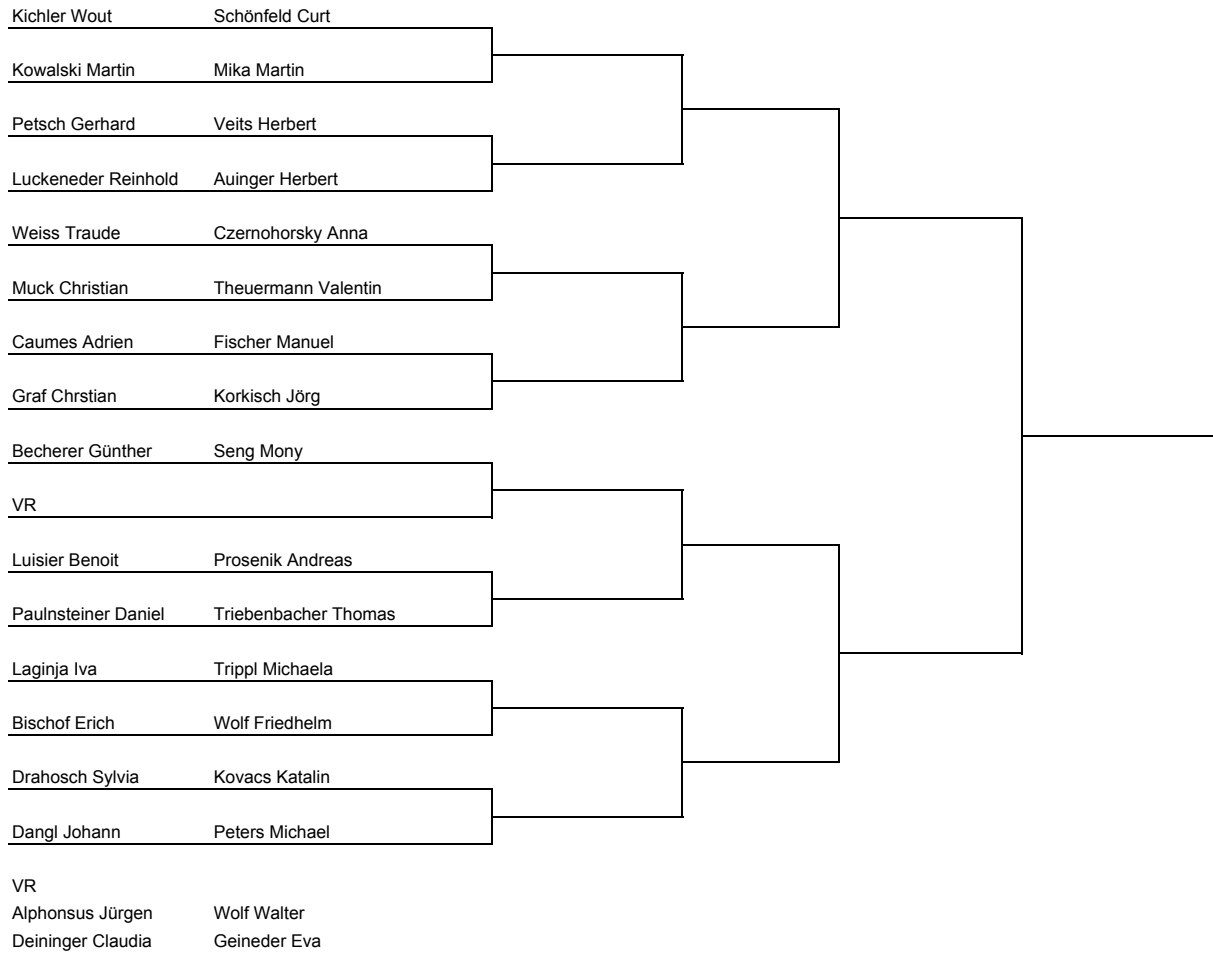 Kichler Wout Schönfeld Curt
Kowalski Martin Mika Martin
Petsch Gerhard Veits Herbert
Luckeneder Reinhold Auinger Herbert
Weiss Traude Czernohorsky Anna
Muck Christian Theuermann Valentin
Caumes Adrien Fischer Manuel
Graf Chrstian Korkisch Jörg
Becherer Günther Seng Mony
VR
Luisier Benoit Prosenik Andreas
Paulnsteiner Daniel Triebenbacher Thomas
Laginja Iva Trippl Michaela
Bischof Erich Wolf Friedhelm
Drahosch Sylvia Kovacs Katalin
Dangl Johann Peters Michael
VR
Alphonsus Jürgen Wolf Walter
Deininger Claudia Geineder Eva